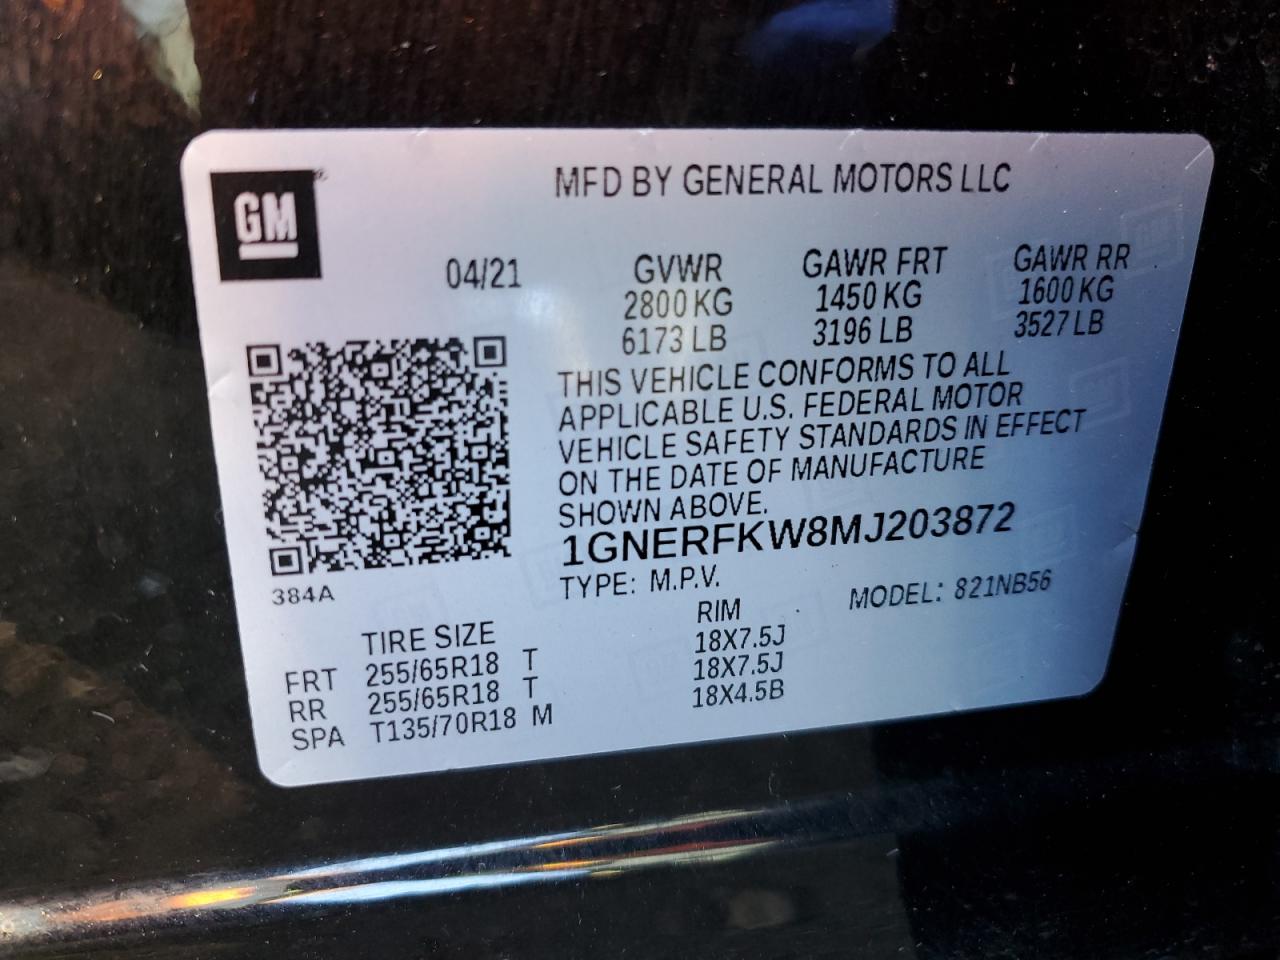 GM
MFD BY GENERAL MOTORS LLC
04/21 GVWR GAWR FRT GAWR RR
2800 KG 1450 KG 1600 KG
6173 LB 3196 LB 3527 LB
THIS VEHICLE CONFORMS TO ALL
APPLICABLE U.S. FEDERAL MOTOR
VEHICLE SAFETY STANDARDS IN EFFECT
ON THE DATE OF MANUFACTURE
SHOWN ABOVE.
1GNERFKW8MJ203872
384A
TYPE: M.P.V. MODEL: 821NB56
TIRE SIZE RIM
FRT 255/65R18 T 18X7.5J
RR 255/65R18 T 18X7.5J
SPA T135/70R18 M 18X4.5B